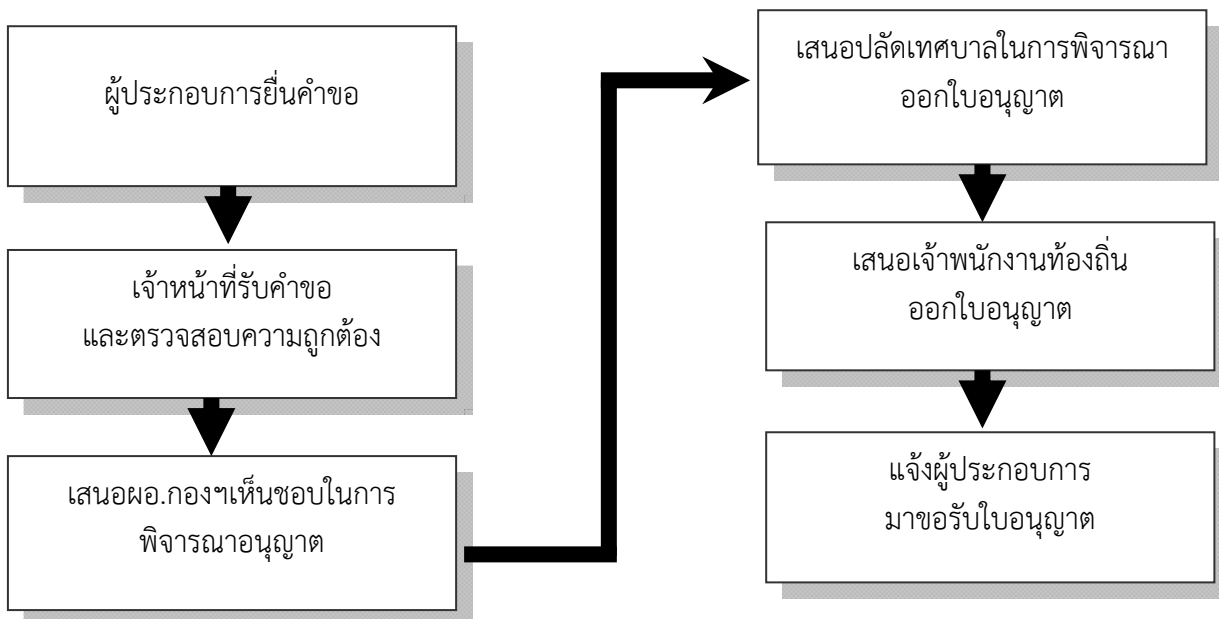 ผู้ประกอบการยื่นคำขอ
เจ้าหน้าที่รับคำขอ
และตรวจสอบความถูกต้อง
เสนอผอ.กองฯเห็นชอบในการ
พิจารณาอนุญาต
เสนอปลัดเทศบาลในการพิจารณา
ออกใบอนุญาต
เสนอเจ้าพนักงานท้องถิ่น
ออกใบอนุญาต
แจ้งผู้ประกอบการ
มาขอรับใบอนุญาต